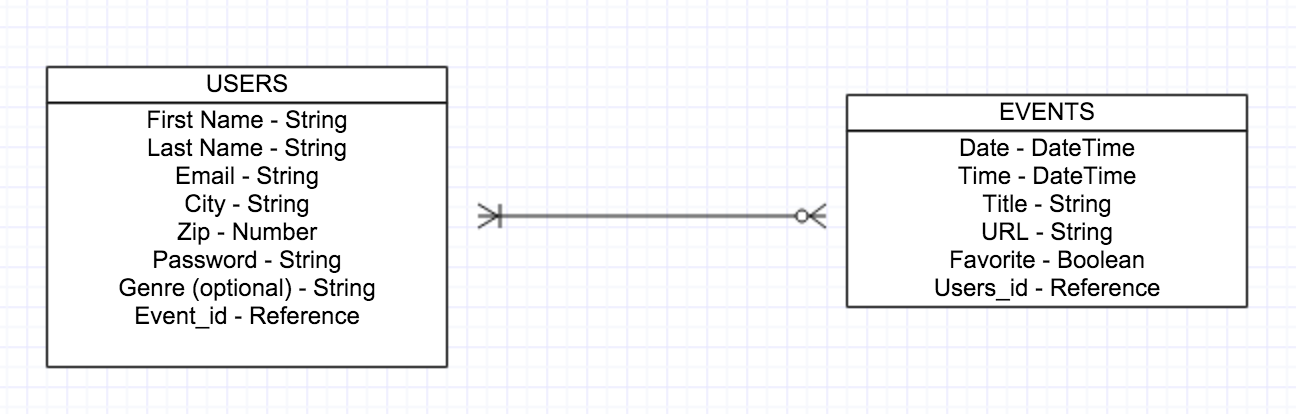 USERS
First Name - String
Last Name - String
Email - String
City - String
Zip - Number
Password - String
Genre (optional) - String
Event_id - Reference
EVENTS
Date - DateTime
Time - DateTime
Title - String
URL - String
Favorite - Boolean
Users_id - Reference